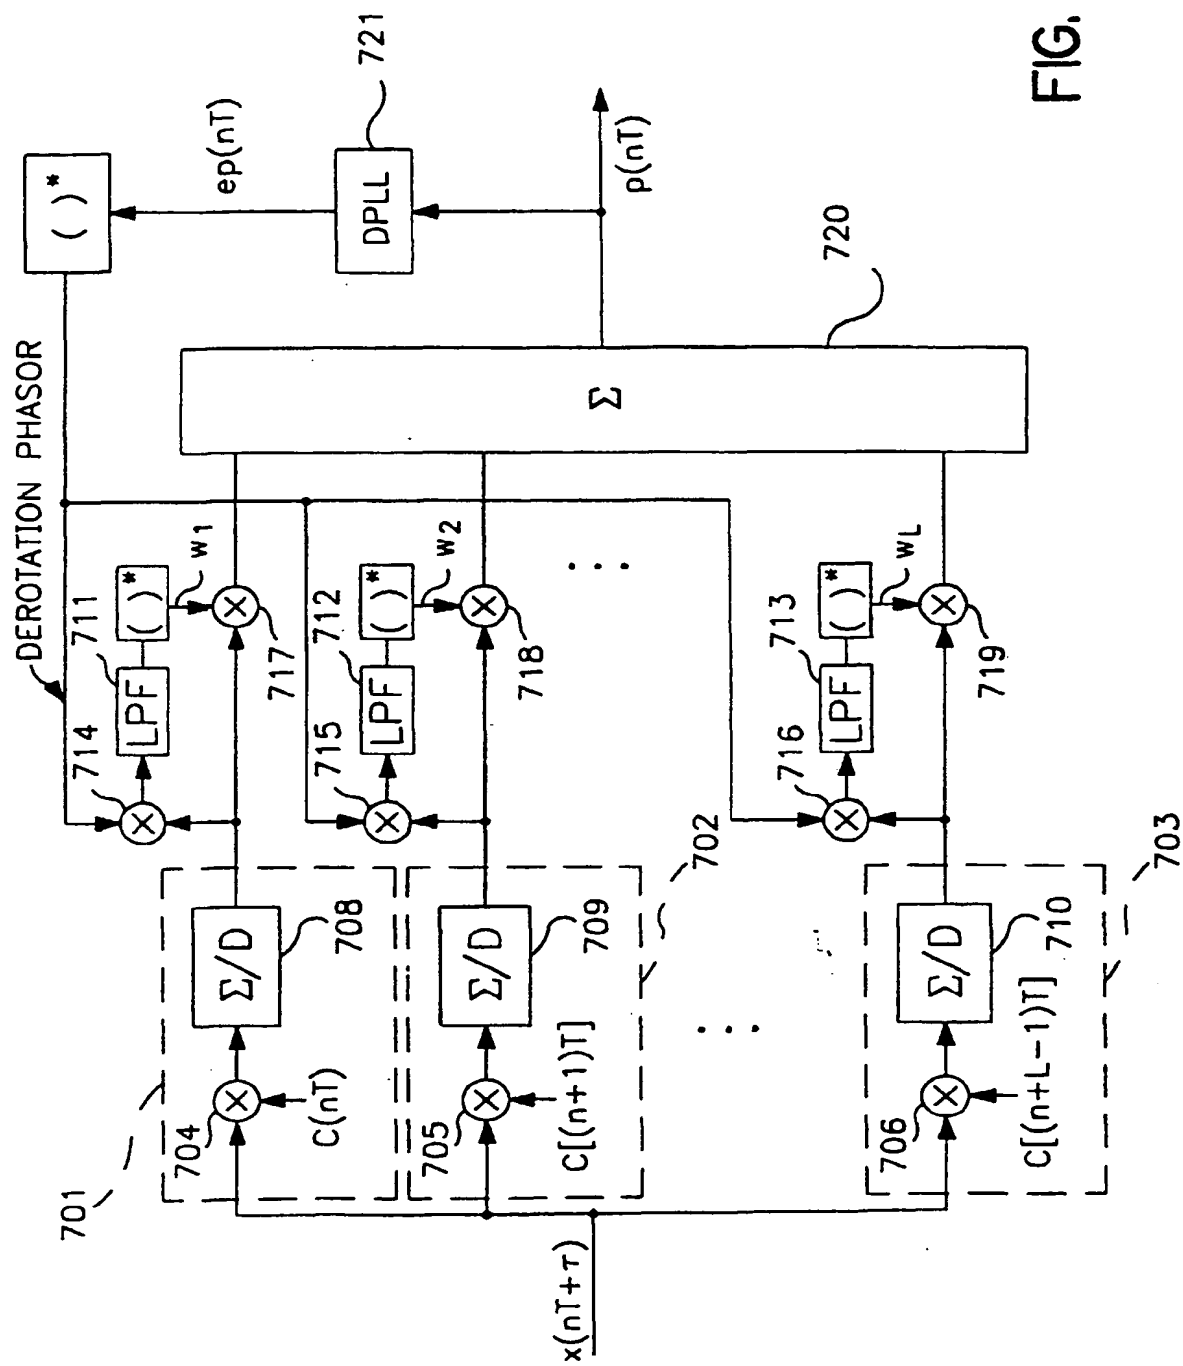 x(nT+τ)
701
704
C(nT)
Σ/D
708
714
LPF
711
( )*
w1
717
DEROTATION PHASOR
705
C[(n+1)T]
Σ/D
709
702
715
LPF
712
( )*
w2
718
706
C[(n+L-1)T]
Σ/D
710
703
716
LPF
713
( )*
wL
719
Σ
720
p(nT)
DPLL
721
ep(nT)
( )*
FIG.